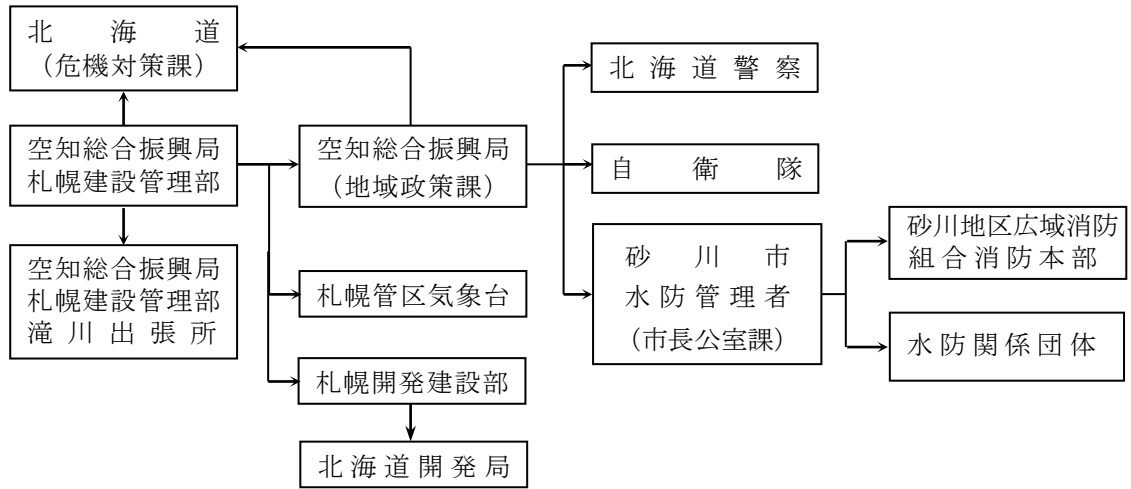 北海道
（危機対策課）
空知総合振興局
札幌建設管理部
空知総合振興局
札幌建設管理部
滝川出張所
空知総合振興局
（地域政策課）
札幌管区気象台
札幌開発建設部
北海道開発局
北海道警察
自衛隊
砂川市
水防管理者
（市長公室課）
砂川地区広域消防
組合消防本部
水防関係団体